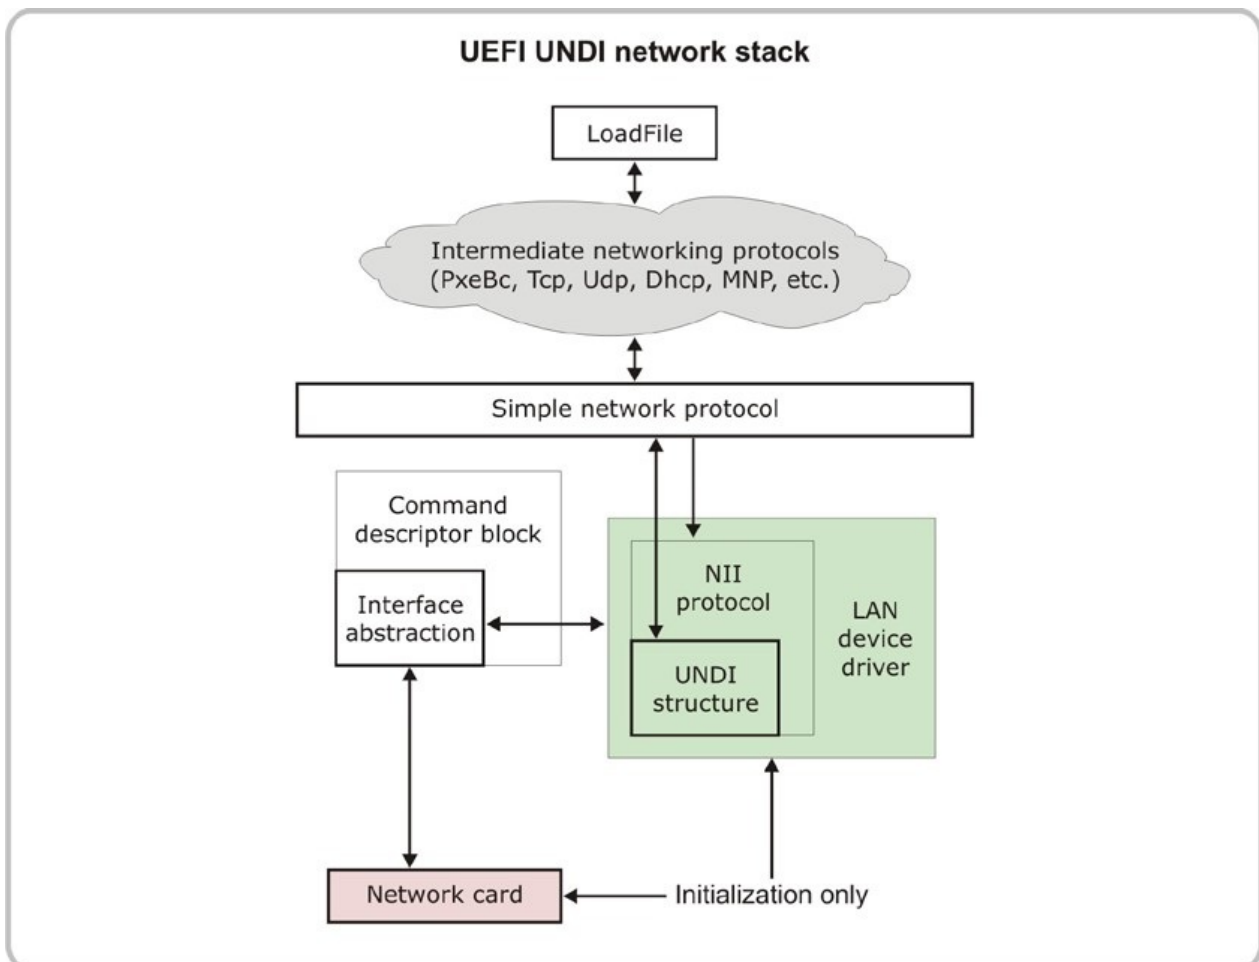 UEFI UNDI network stack
LoadFile
Intermediate networking protocols
(PxeBc, Tcp, Udp, Dhcp, MNP, etc.)
Simple network protocol
Command
descriptor block
Interface
abstraction
NII
protocol
UNDI
structure
LAN
device
driver
Network card
Initialization only